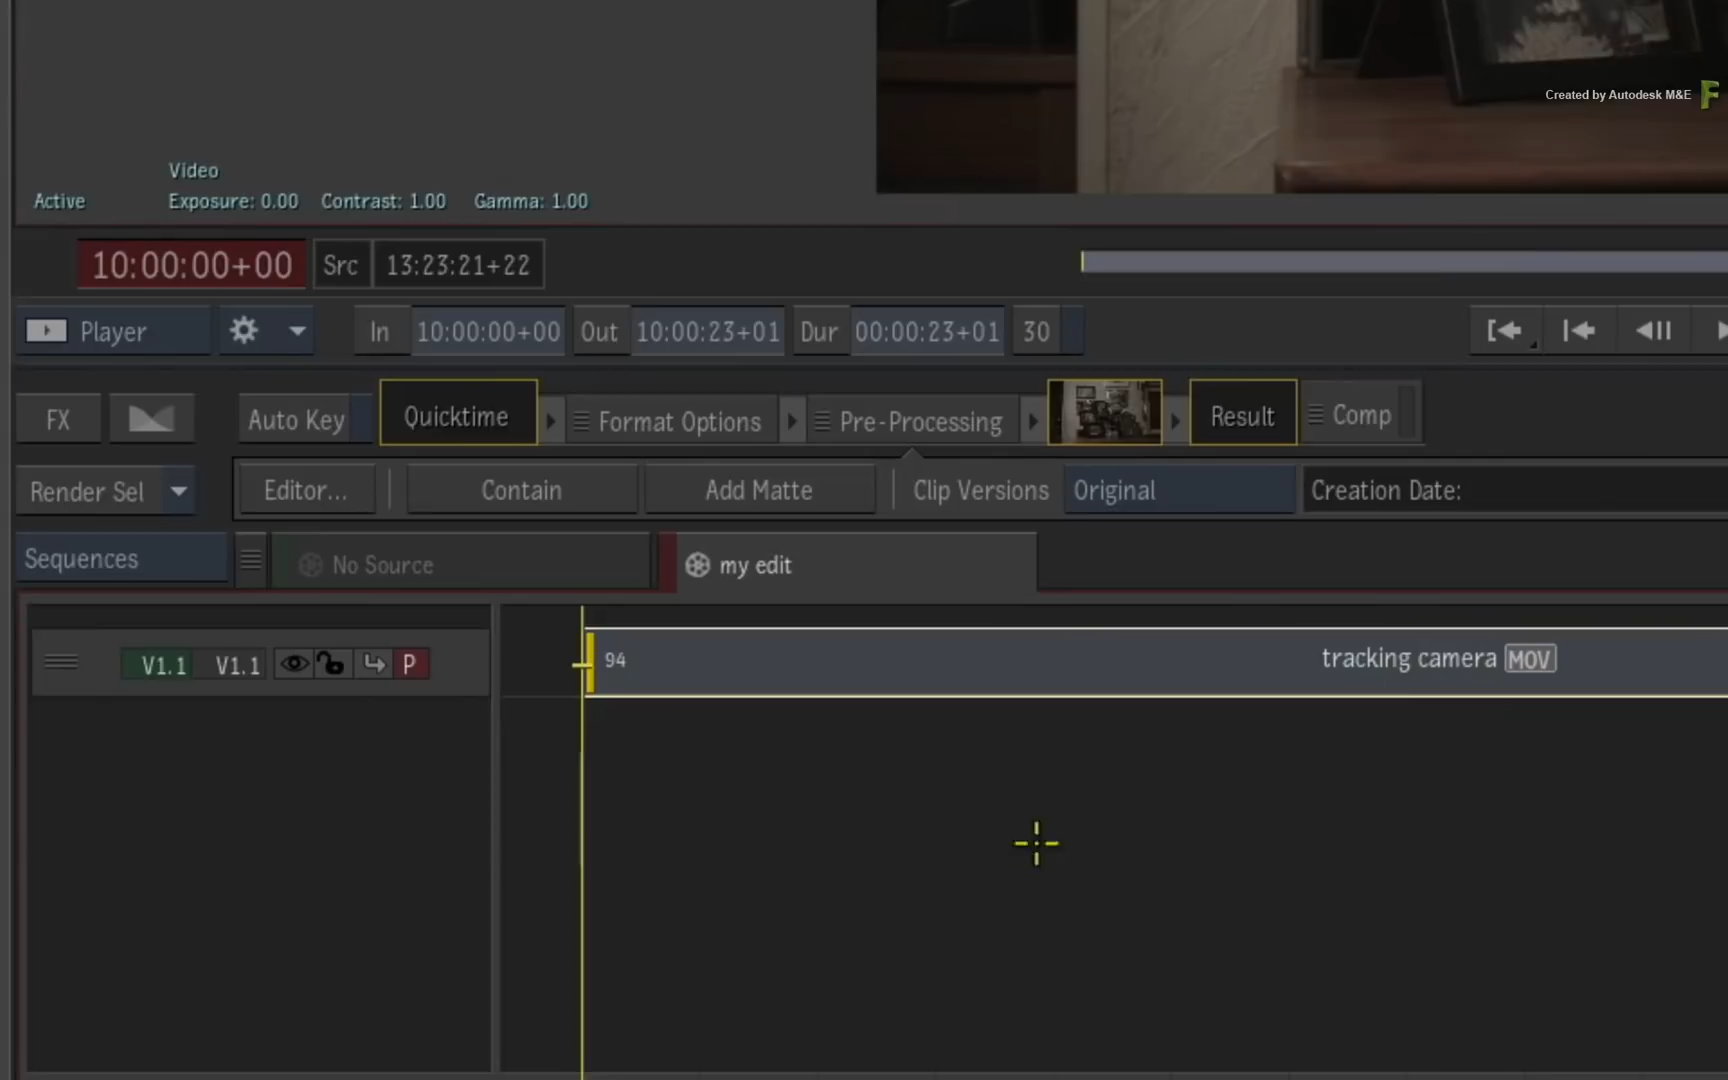 Created by Autodesk M&E
Video
Active Exposure: 0.00 Contrast: 1.00 Gamma: 1.00
10:00:00+00 Src 13:23:21+22
Player In 10:00:00+00 Out 10:00:23+01 Dur 00:00:23+01 30
FX Auto Key Quicktime Format Options Pre-Processing Result Comp
Render Sel Editor... Contain Add Matte Clip Versions Original Creation Date:
Sequences No Source my edit
V1.1 V1.1 P 94 tracking camera MOV